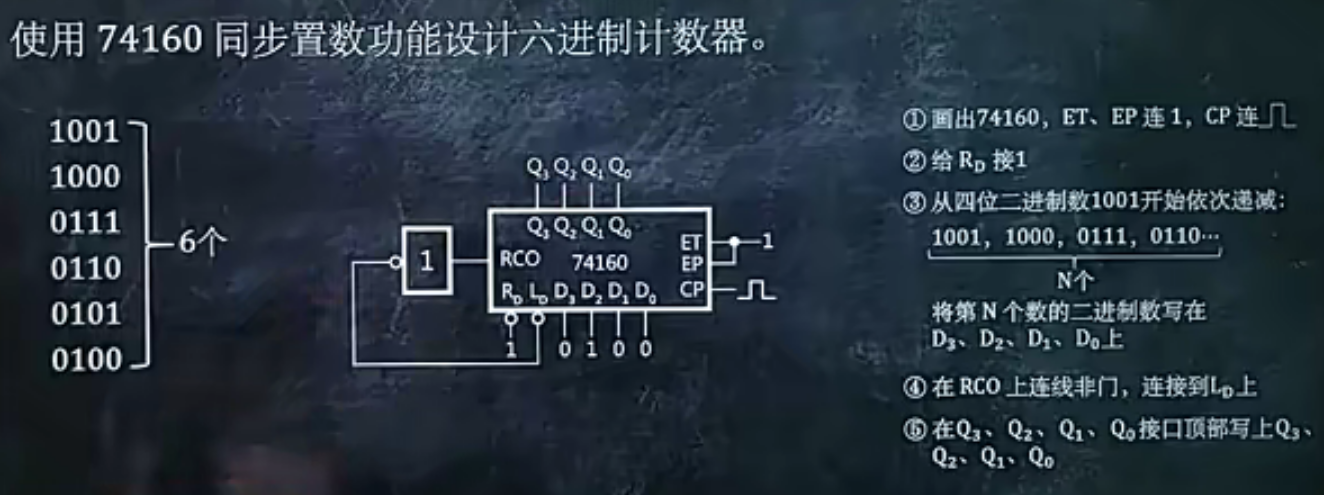 使用 74160 同步置数功能设计六进制计数器。
1001
1000
0111
0110
0101
0100
6个
1
Q₃ Q₂ Q₁ Q₀
Q₃ Q₂ Q₁ Q₀
RCO 74160
ET
EP
CP
R_D L_D D₃ D₂ D₁ D₀
1 0 1 0 0
1
①画出74160，ET、EP 连 1，CP 连
②给 R_D 接1
③从四位二进制数1001开始依次递减：
1001，1000，0111，0110…
N个
将第 N 个数的二进制数写在
D₃、D₂、D₁、D₀上
④在 RCO 上连线非门，连接到L_D上
⑤在Q₃、Q₂、Q₁、Q₀接口顶部写上Q₃、
Q₂、Q₁、Q₀